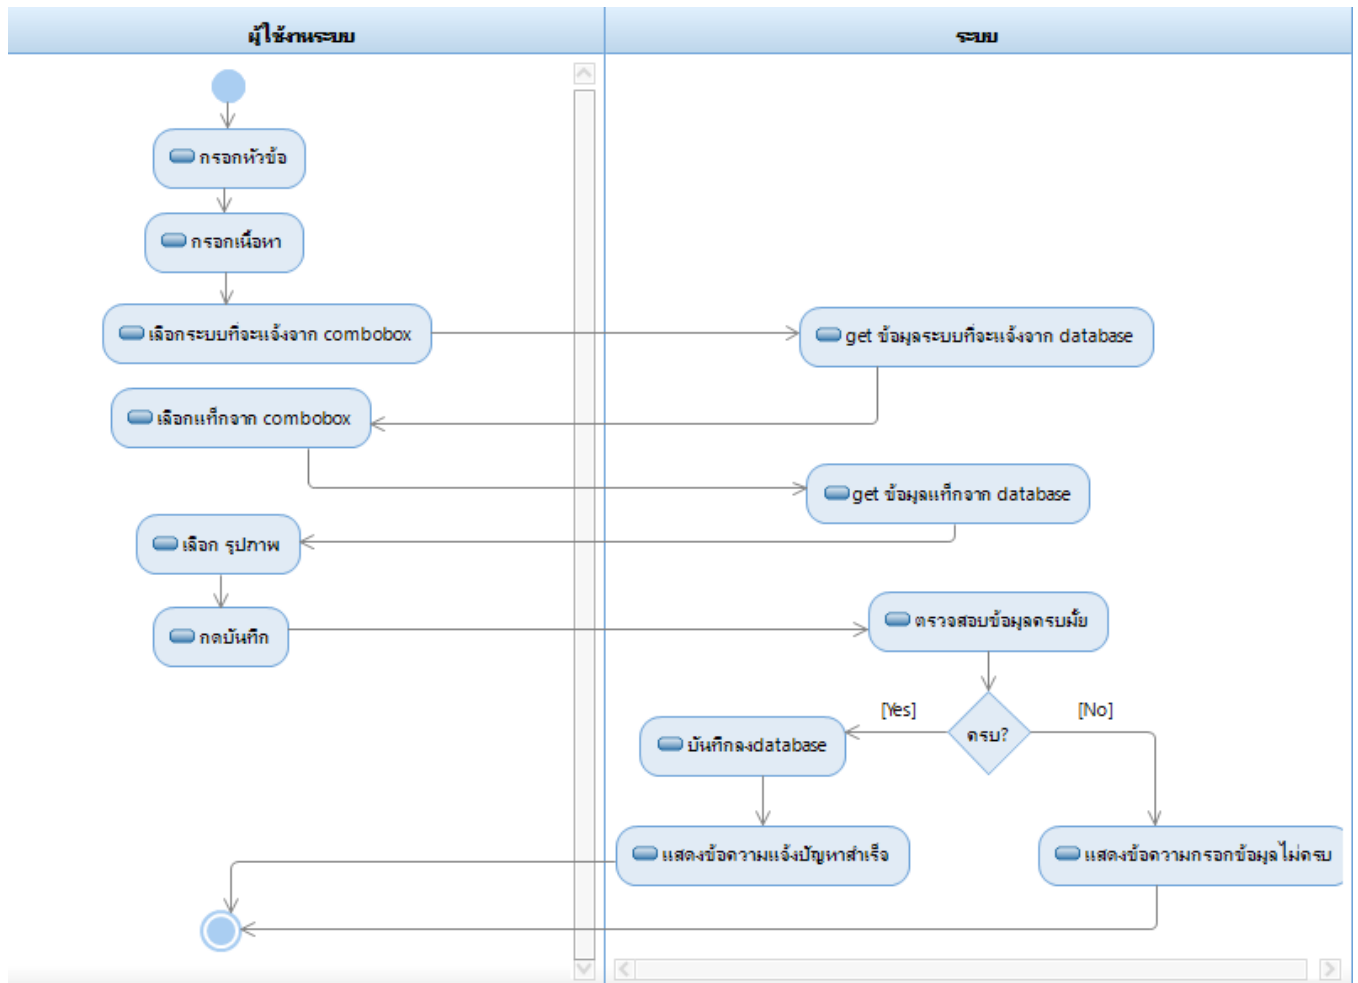 ผู้ใช้งานระบบ
ระบบ
กรอกหัวข้อ
กรอกเนื้อหา
เลือกระบบที่จะแจ้งจาก combobox
get ข้อมูลระบบที่จะแจ้งจาก database
เลือกแท็กจาก combobox
get ข้อมูลแท็กจาก database
เลือก รูปภาพ
กดบันทึก
ตรวจสอบข้อมูลครบมั้ย
ครบ?
[Yes]
[No]
บันทึกลงdatabase
แสดงข้อความแจ้งปัญหาสำเร็จ
แสดงข้อความกรอกข้อมูลไม่ครบ